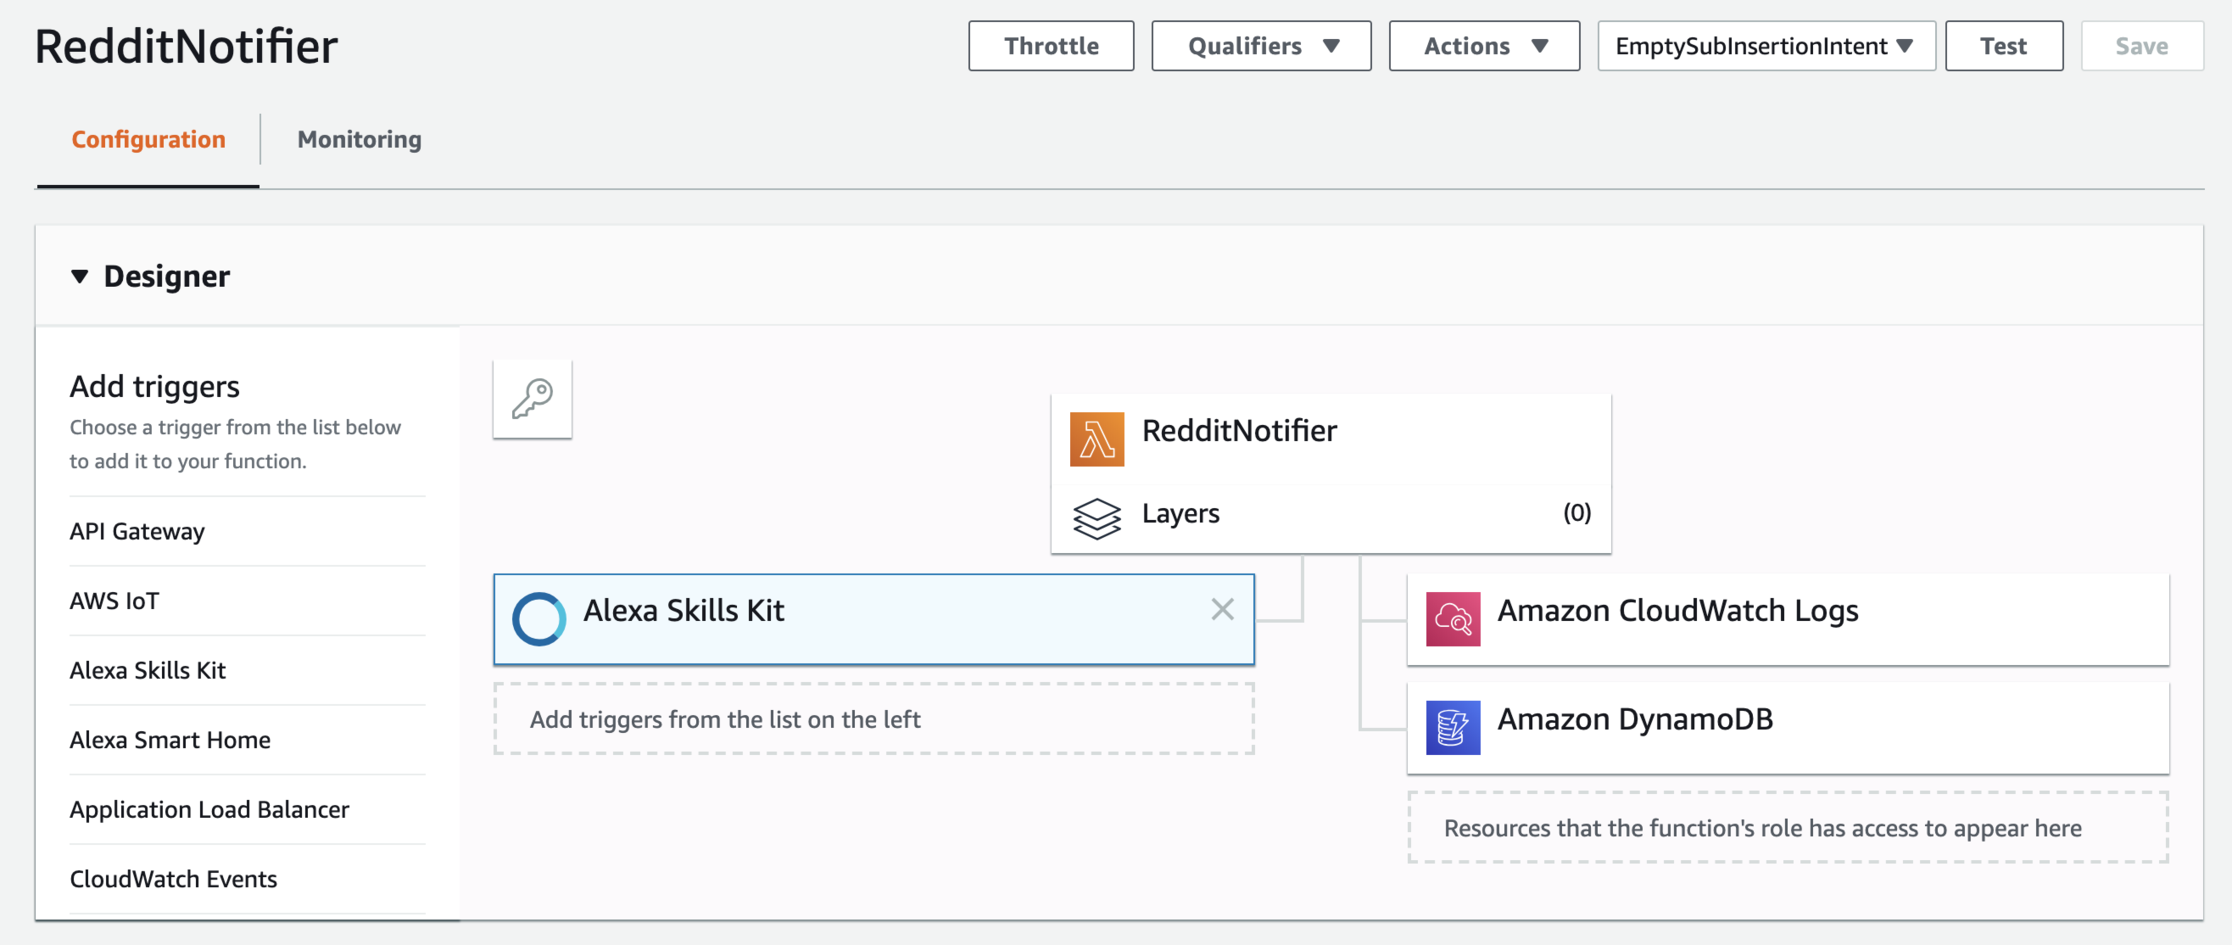 RedditNotifier
Throttle
Qualifiers
Actions
EmptySubInsertionIntent
Test
Save
Configuration
Monitoring
Designer
Add triggers
Choose a trigger from the list below
to add it to your function.
API Gateway
AWS IoT
Alexa Skills Kit
Alexa Smart Home
Application Load Balancer
CloudWatch Events
RedditNotifier
Layers
(0)
Alexa Skills Kit
Add triggers from the list on the left
Amazon CloudWatch Logs
Amazon DynamoDB
Resources that the function's role has access to appear here